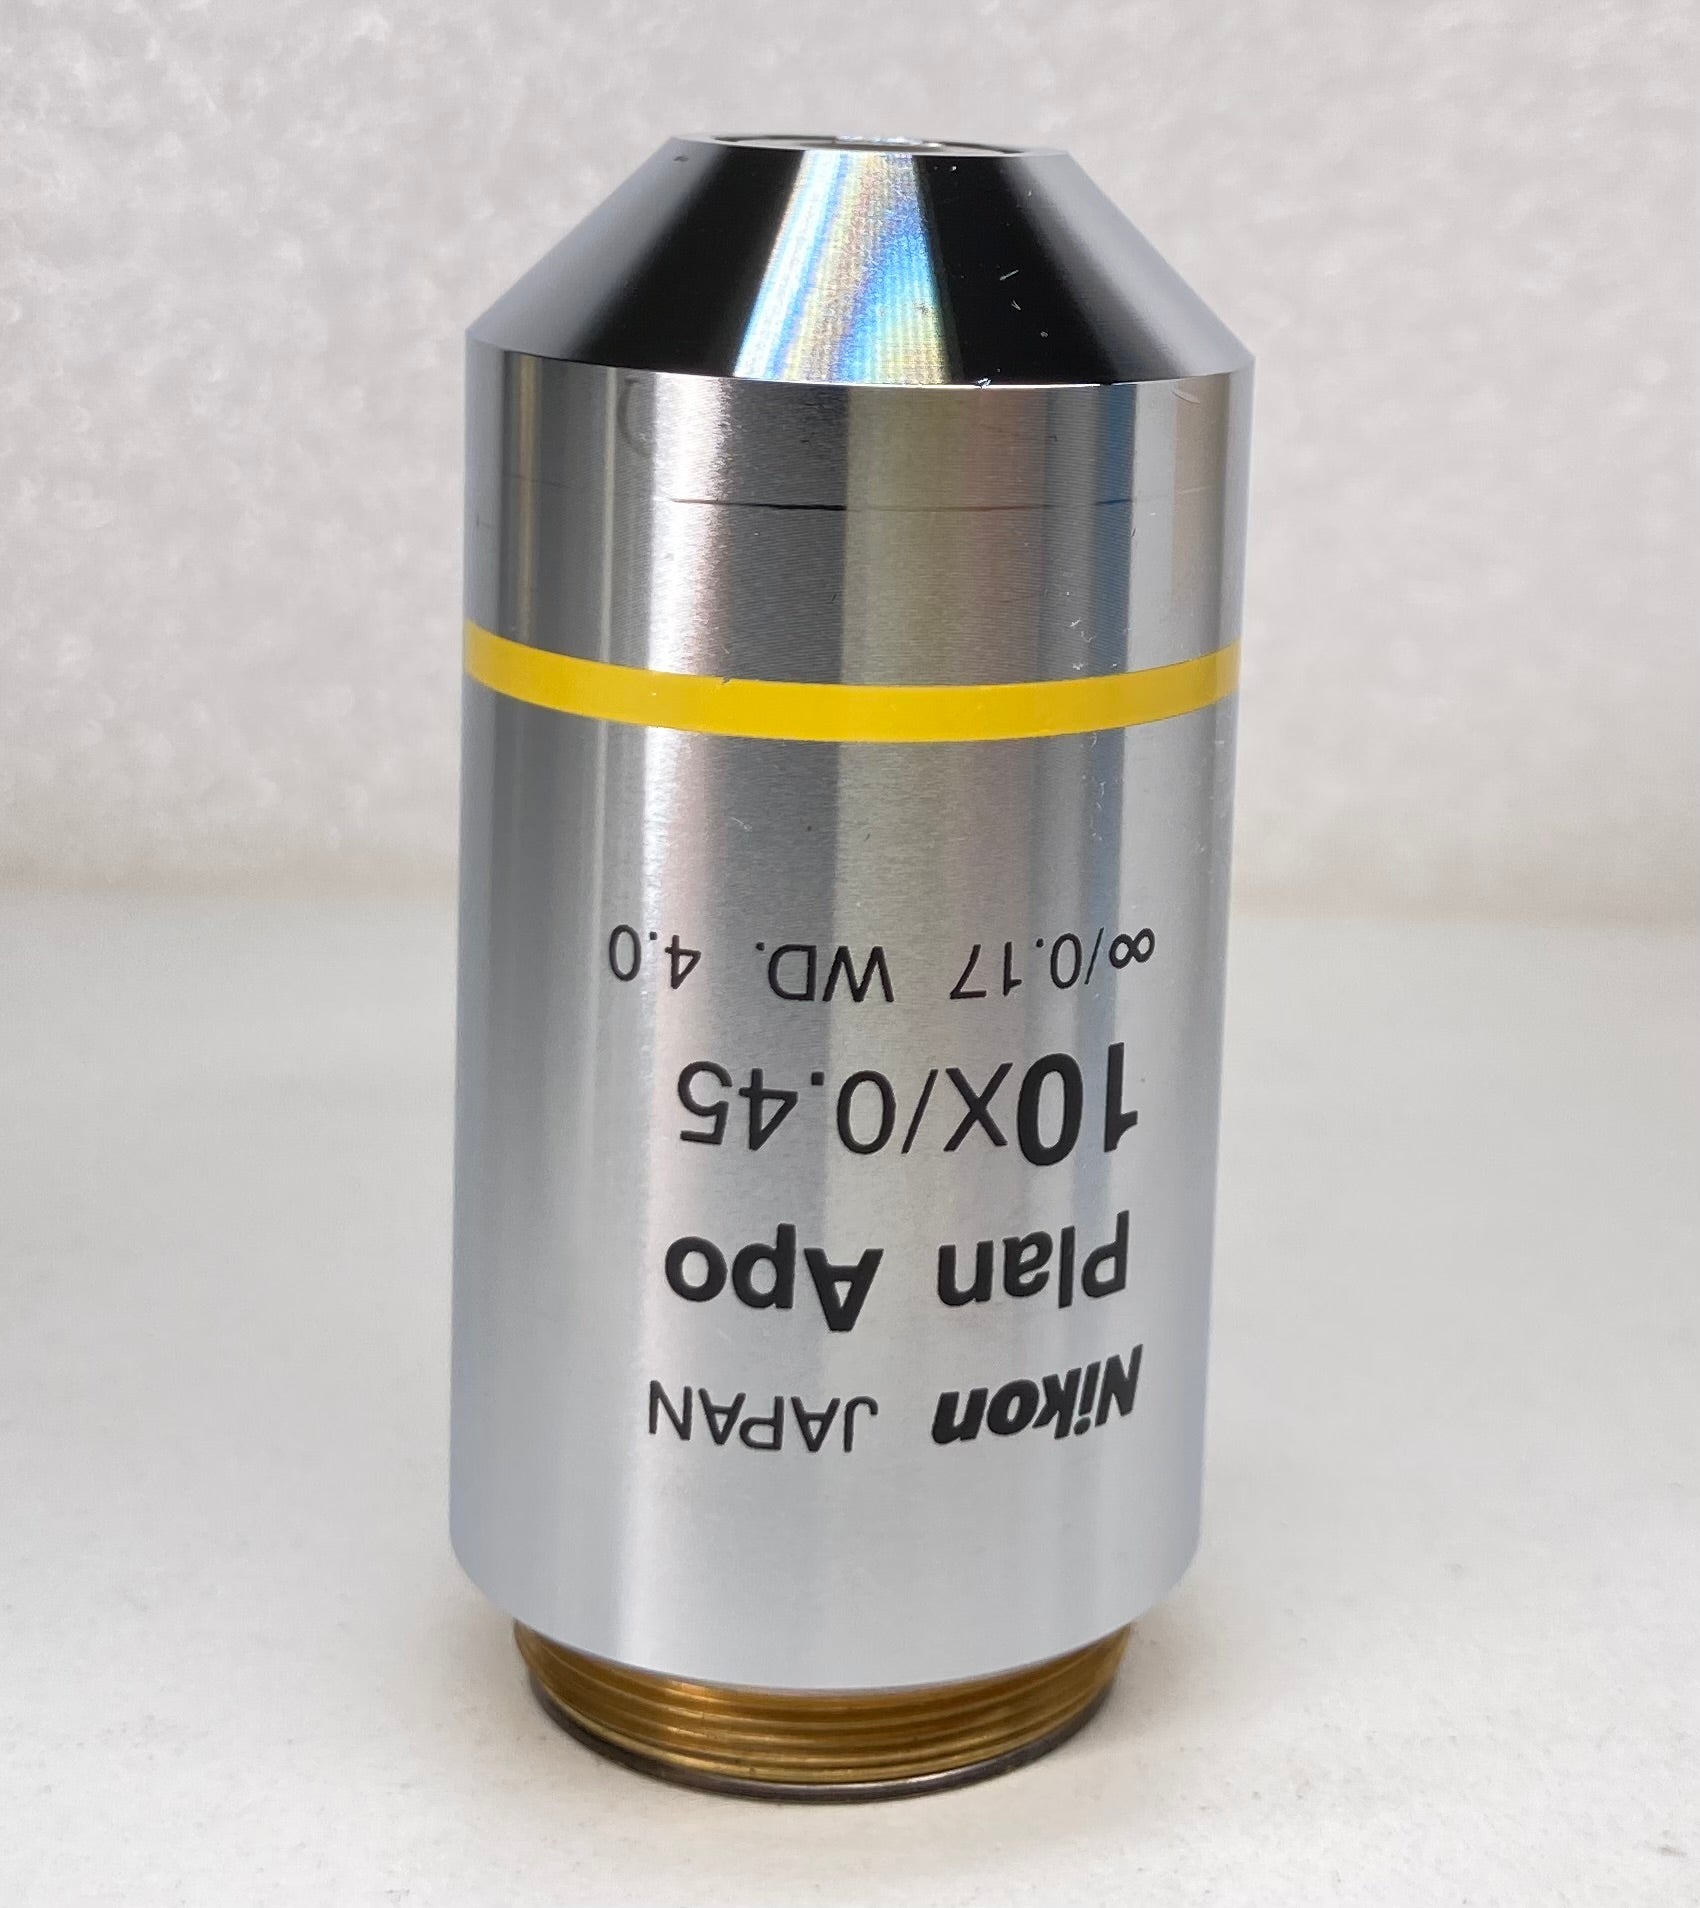 Nikon JAPAN
Plan Apo
10X/0.45
∞/0.17 WD. 4.0